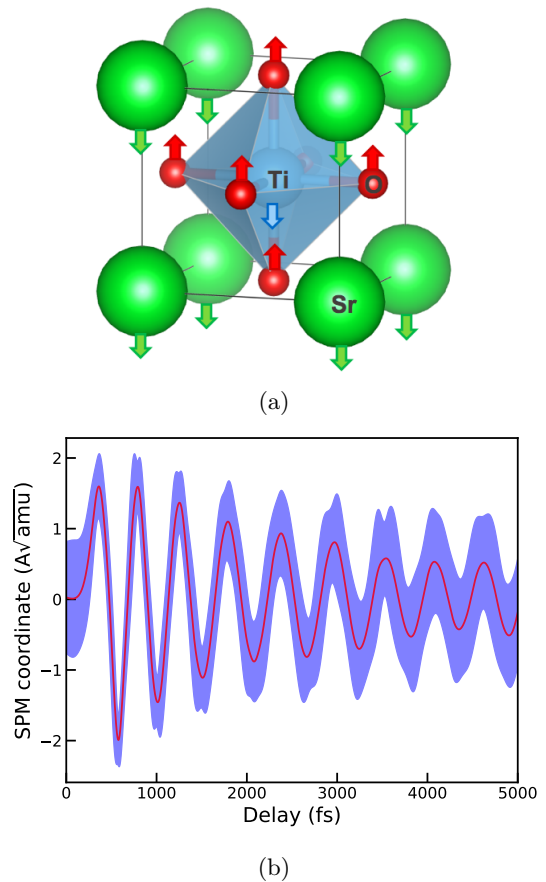 Ti
O
Sr
(a)
SPM coordinate (A√amu)
2
1
0
−1
−2
0 1000 2000 3000 4000 5000
Delay (fs)
(b)